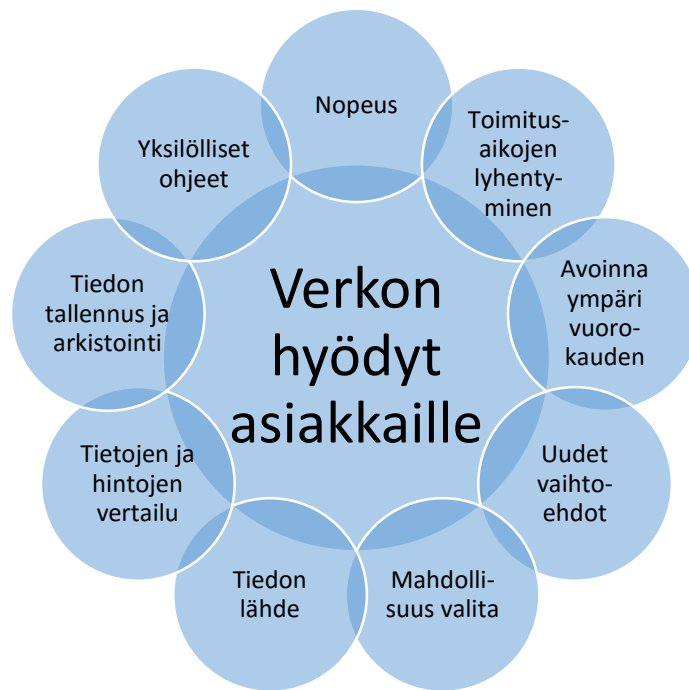 Nopeus
Toimitus-
aikojen
lyhenty-
minen
Avoinna
ympäri
vuoro-
kauden
Uudet
vaihto-
ehdot
Mahdolli-
suus valita
Tiedon
lähde
Tietojen ja
hintojen
vertailu
Tiedon
tallennus ja
arkistointi
Yksilölliset
ohjeet
Verkon
hyödyt
asiakkaille